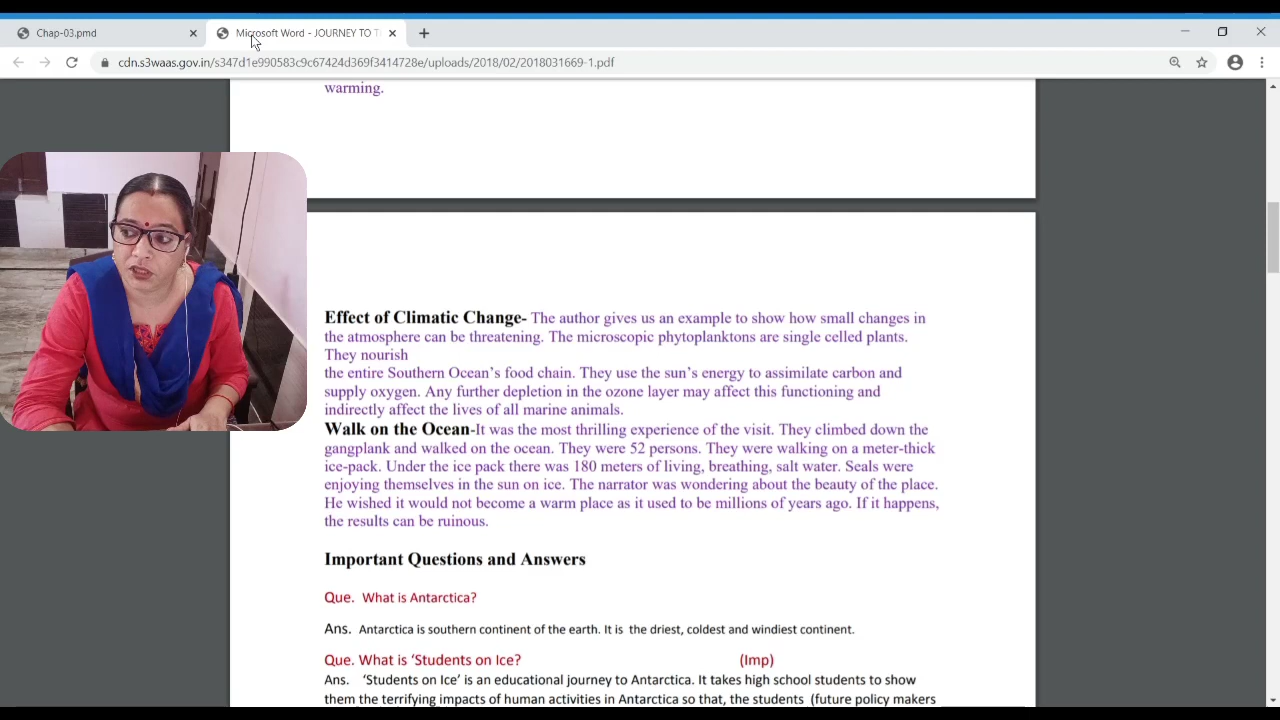 Chap-03.pmd
Microsoft Word - JOURNEY TO T
cdn.s3waas.gov.in/s347d1e990583c9c67424d369f3414728e/uploads/2018/02/2018031669-1.pdf
warming.
Effect of Climatic Change- The author gives us an example to show how small changes in
the atmosphere can be threatening. The microscopic phytoplanktons are single celled plants.
They nourish
the entire Southern Ocean's food chain. They use the sun's energy to assimilate carbon and
supply oxygen. Any further depletion in the ozone layer may affect this functioning and
indirectly affect the lives of all marine animals.
Walk on the Ocean-It was the most thrilling experience of the visit. They climbed down the
gangplank and walked on the ocean. They were 52 persons. They were walking on a meter-thick
ice-pack. Under the ice pack there was 180 meters of living, breathing, salt water. Seals were
enjoying themselves in the sun on ice. The narrator was wondering about the beauty of the place.
He wished it would not become a warm place as it used to be millions of years ago. If it happens,
the results can be ruinous.
Important Questions and Answers
Que. What is Antarctica?
Ans. Antarctica is southern continent of the earth. It is the driest, coldest and windiest continent.
Que. What is ‘Students on Ice? (Imp)
Ans. ‘Students on Ice’ is an educational journey to Antarctica. It takes high school students to show
them the terrifying impacts of human activities in Antarctica so that, the students (future policy makers